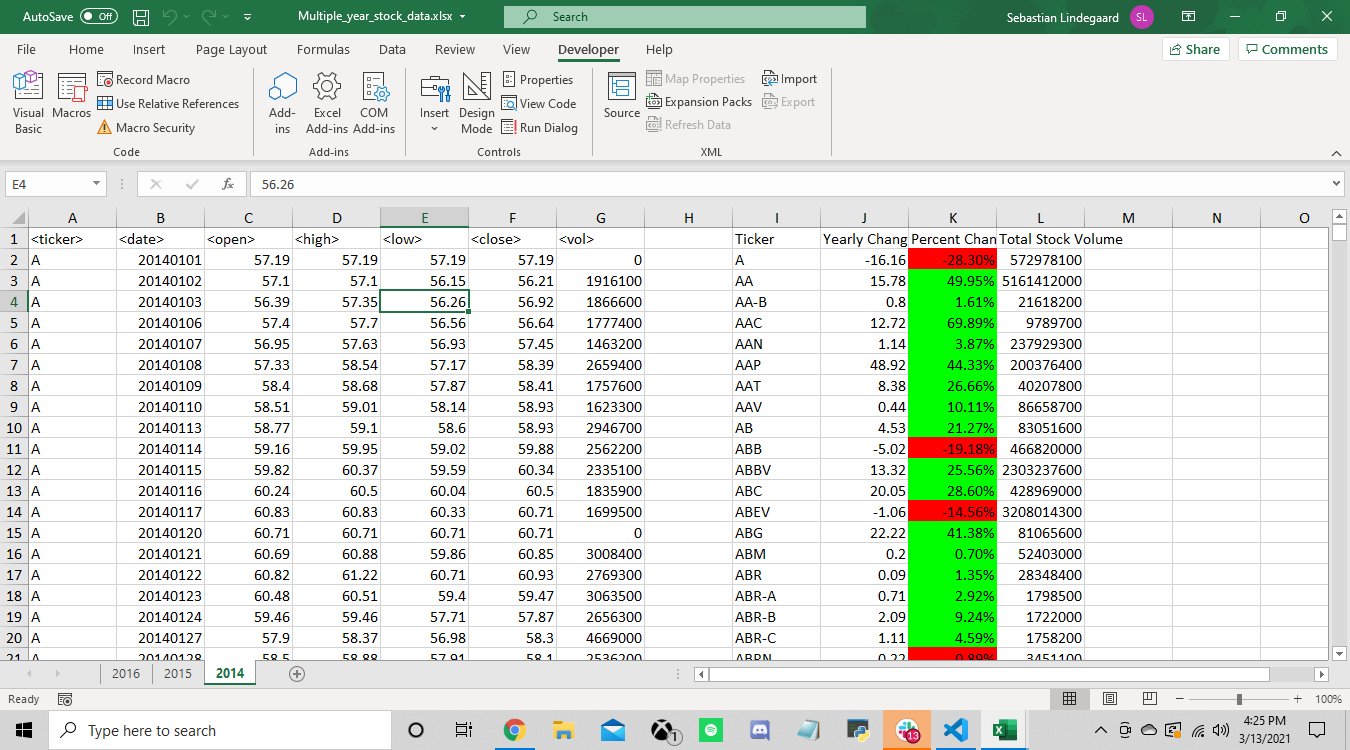 AutoSave Off Multiple_year_stock_data.xlsx Search Sebastian Lindegaard SL
File Home Insert Page Layout Formulas Data Review View Developer Help Share Comments
Visual Basic Macros Record Macro Use Relative References Macro Security Code
Add-ins Excel Add-ins COM Add-ins Add-ins
Insert Design Mode Properties View Code Run Dialog Controls
Source Map Properties Expansion Packs Refresh Data Import Export XML
E4 fx 56.26
A B C D E F G H I J K L M N O
1 <ticker> <date> <open> <high> <low> <close> <vol> Ticker Yearly Chang Percent Chan Total Stock Volume
2 A 20140101 57.19 57.19 57.19 57.19 0 A -16.16 -28.30% 572978100
3 A 20140102 57.1 57.1 56.15 56.21 1916100 AA 15.78 49.95% 5161412000
4 A 20140103 56.39 57.35 56.26 56.92 1866600 AA-B 0.8 1.61% 21618200
5 A 20140106 57.4 57.7 56.56 56.64 1777400 AAC 12.72 69.89% 9789700
6 A 20140107 56.95 57.63 56.93 57.45 1463200 AAN 1.14 3.87% 237929300
7 A 20140108 57.33 58.54 57.17 58.39 2659400 AAP 48.92 44.33% 200376400
8 A 20140109 58.4 58.68 57.87 58.41 1757600 AAT 8.38 26.66% 40207800
9 A 20140110 58.51 59.01 58.14 58.93 1623300 AAV 0.44 10.11% 86658700
10 A 20140113 58.77 59.1 58.6 58.93 2946700 AB 4.53 21.27% 83051600
11 A 20140114 59.16 59.95 59.02 59.88 2562200 ABB -5.02 -19.18% 466820000
12 A 20140115 59.82 60.37 59.59 60.34 2335100 ABBV 13.32 25.56% 2303237600
13 A 20140116 60.24 60.5 60.04 60.5 1835900 ABC 20.05 28.60% 428969000
14 A 20140117 60.83 60.83 60.33 60.71 1699500 ABEV -1.06 -14.56% 3208014300
15 A 20140120 60.71 60.71 60.71 60.71 0 ABG 22.22 41.38% 81065600
16 A 20140121 60.69 60.88 59.86 60.85 3008400 ABM 0.2 0.70% 52403000
17 A 20140122 60.82 61.22 60.71 60.93 2769300 ABR 0.09 1.35% 28348400
18 A 20140123 60.48 60.51 59.4 59.47 3063500 ABR-A 0.71 2.92% 1798500
19 A 20140124 59.46 59.46 57.71 57.87 2656300 ABR-B 2.09 9.24% 1722000
20 A 20140127 57.9 58.37 56.98 58.3 4669000 ABR-C 1.11 4.59% 1758200
21 A 20140128 58.5 58.88 57.91 58.1 2536200 ABRN
2016 2015 2014
Ready 100%
Type here to search 1 13 4:25 PM
3/13/2021